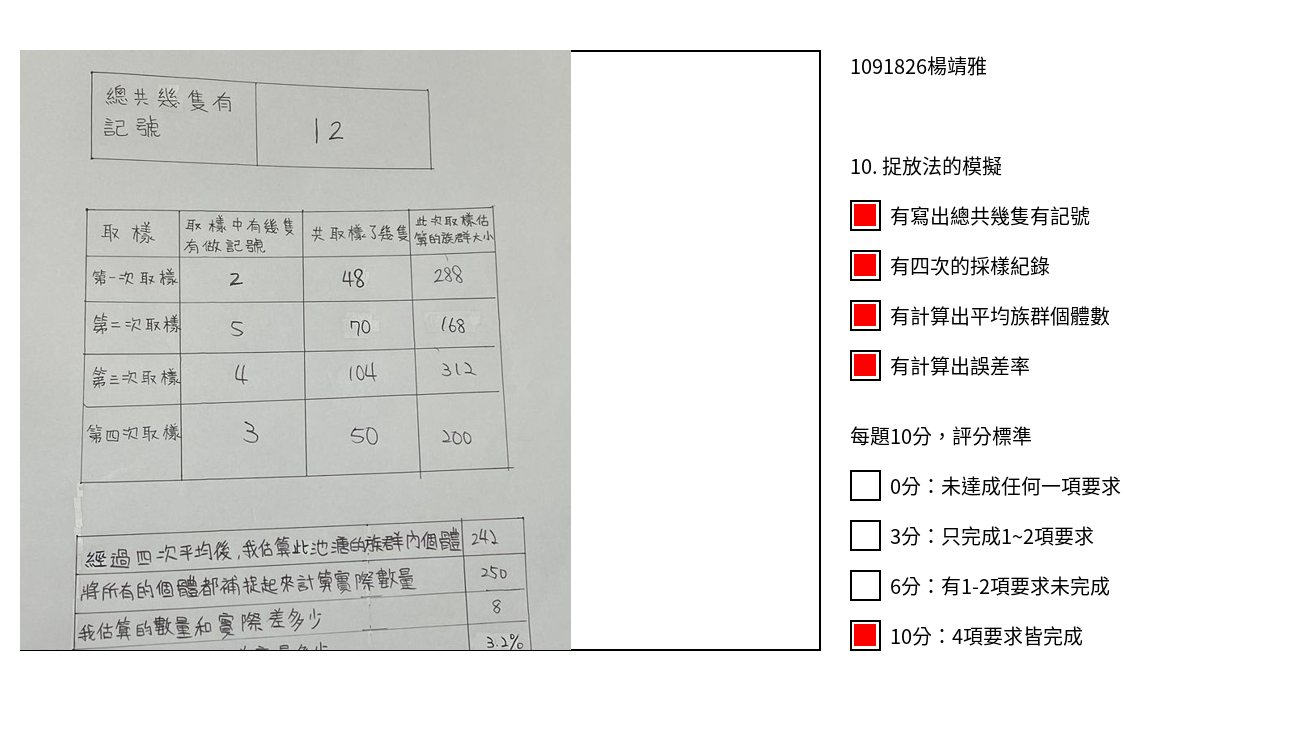 總共幾隻有
記號
12
取樣
取樣中有幾隻
有做記號
共取樣了幾隻
此次取樣估
算的族群大小
第一次取樣
2
48
288
第二次取樣
5
70
168
第三次取樣
4
104
312
第四次取樣
3
50
200
經過四次平均後,我估算此池塘的族群內個體
242
將所有的個體都補捉起來計算實際數量
250
我估算的數量和實際差多少
8
3.2%
1091826楊靖雅
10. 捉放法的模擬
有寫出總共幾隻有記號
有四次的採樣紀錄
有計算出平均族群個體數
有計算出誤差率
每題10分，評分標準
0分：未達成任何一項要求
3分：只完成1~2項要求
6分：有1-2項要求未完成
10分：4項要求皆完成